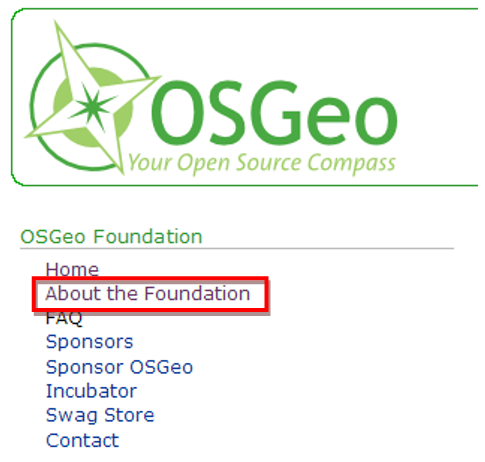 OSGeo
Your Open Source Compass
OSGeo Foundation
Home
About the Foundation
FAQ
Sponsors
Sponsor OSGeo
Incubator
Swag Store
Contact